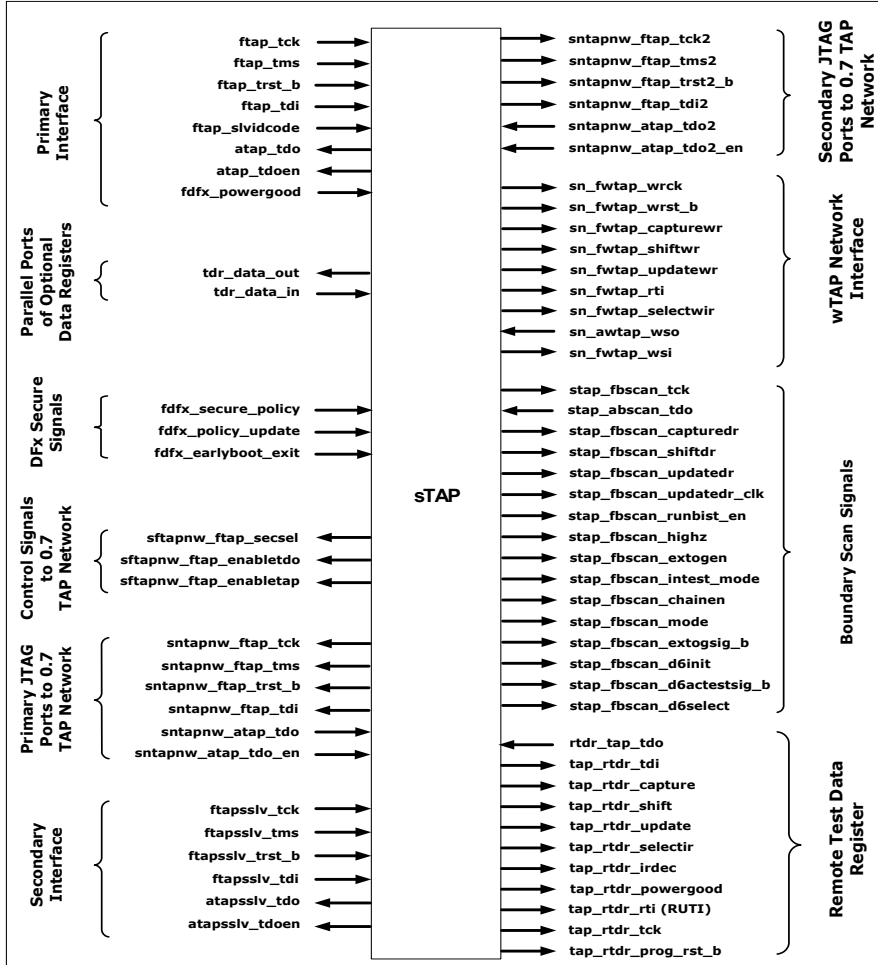 Primary
Interface
ftap_tck
ftap_tms
ftap_trst_b
ftap_tdi
ftap_slvidcode
atap_tdo
atap_tdoen
fdfx_powergood
Parallel Ports
of Optional
Data Registers
tdr_data_out
tdr_data_in
DFx Secure
Signals
fdfx_secure_policy
fdfx_policy_update
fdfx_earlyboot_exit
Control Signals
to 0.7
TAP Network
sftapnw_ftap_secsel
sftapnw_ftap_enabletdo
sftapnw_ftap_enabletap
Primary JTAG
Ports to 0.7
TAP Network
sntapnw_ftap_tck
sntapnw_ftap_tms
sntapnw_ftap_trst_b
sntapnw_ftap_tdi
sntapnw_atap_tdo
sntapnw_atap_tdo_en
Secondary
Interface
ftapsslv_tck
ftapsslv_tms
ftapsslv_trst_b
ftapsslv_tdi
atapsslv_tdo
atapsslv_tdoen
sTAP
sntapnw_ftap_tck2
sntapnw_ftap_tms2
sntapnw_ftap_trst2_b
sntapnw_ftap_tdi2
sntapnw_atap_tdo2
sntapnw_atap_tdo2_en
Secondary JTAG
Ports to 0.7 TAP
Network
sn_fwtap_wrck
sn_fwtap_wrst_b
sn_fwtap_capturewr
sn_fwtap_shiftwr
sn_fwtap_updatewr
sn_fwtap_rti
sn_fwtap_selectwir
sn_awtap_wso
sn_fwtap_wsi
wTAP Network
Interface
stap_fbscan_tck
stap_abscan_tdo
stap_fbscan_capturedr
stap_fbscan_shiftdr
stap_fbscan_updatedr
stap_fbscan_updatedr_clk
stap_fbscan_runbist_en
stap_fbscan_highz
stap_fbscan_extogen
stap_fbscan_intest_mode
stap_fbscan_chainen
stap_fbscan_mode
stap_fbscan_extogsig_b
stap_fbscan_d6init
stap_fbscan_d6actestsig_b
stap_fbscan_d6select
Boundary Scan Signals
rtdr_tap_tdo
tap_rtdr_tdi
tap_rtdr_capture
tap_rtdr_shift
tap_rtdr_update
tap_rtdr_selectir
tap_rtdr_irdec
tap_rtdr_powergood
tap_rtdr_rti (RUTI)
tap_rtdr_tck
tap_rtdr_prog_rst_b
Remote Test Data
Register